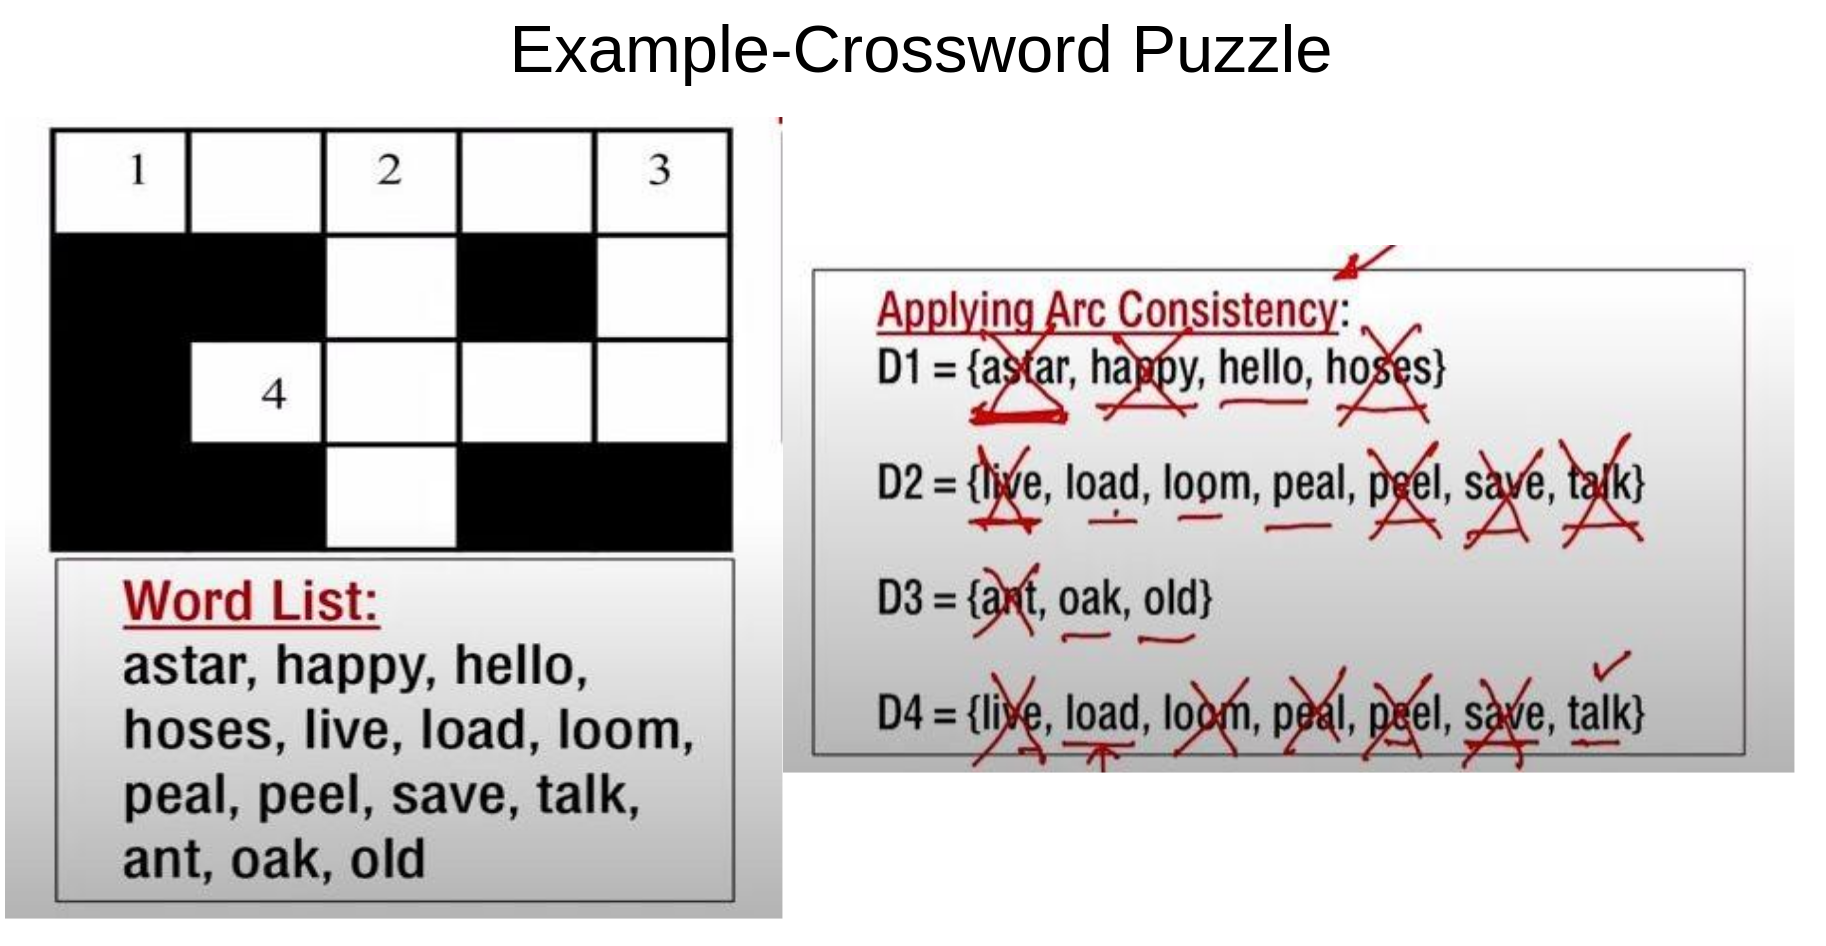 Example-Crossword Puzzle
1 2 3
4
Word List:
astar, happy, hello,
hoses, live, load, loom,
peal, peel, save, talk,
ant, oak, old
Applying Arc Consistency:
D1 = {astar, happy, hello, hoses}
D2 = {live, load, loom, peal, peel, save, talk}
D3 = {ant, oak, old}
D4 = {live, load, loom, peal, peel, save, talk}